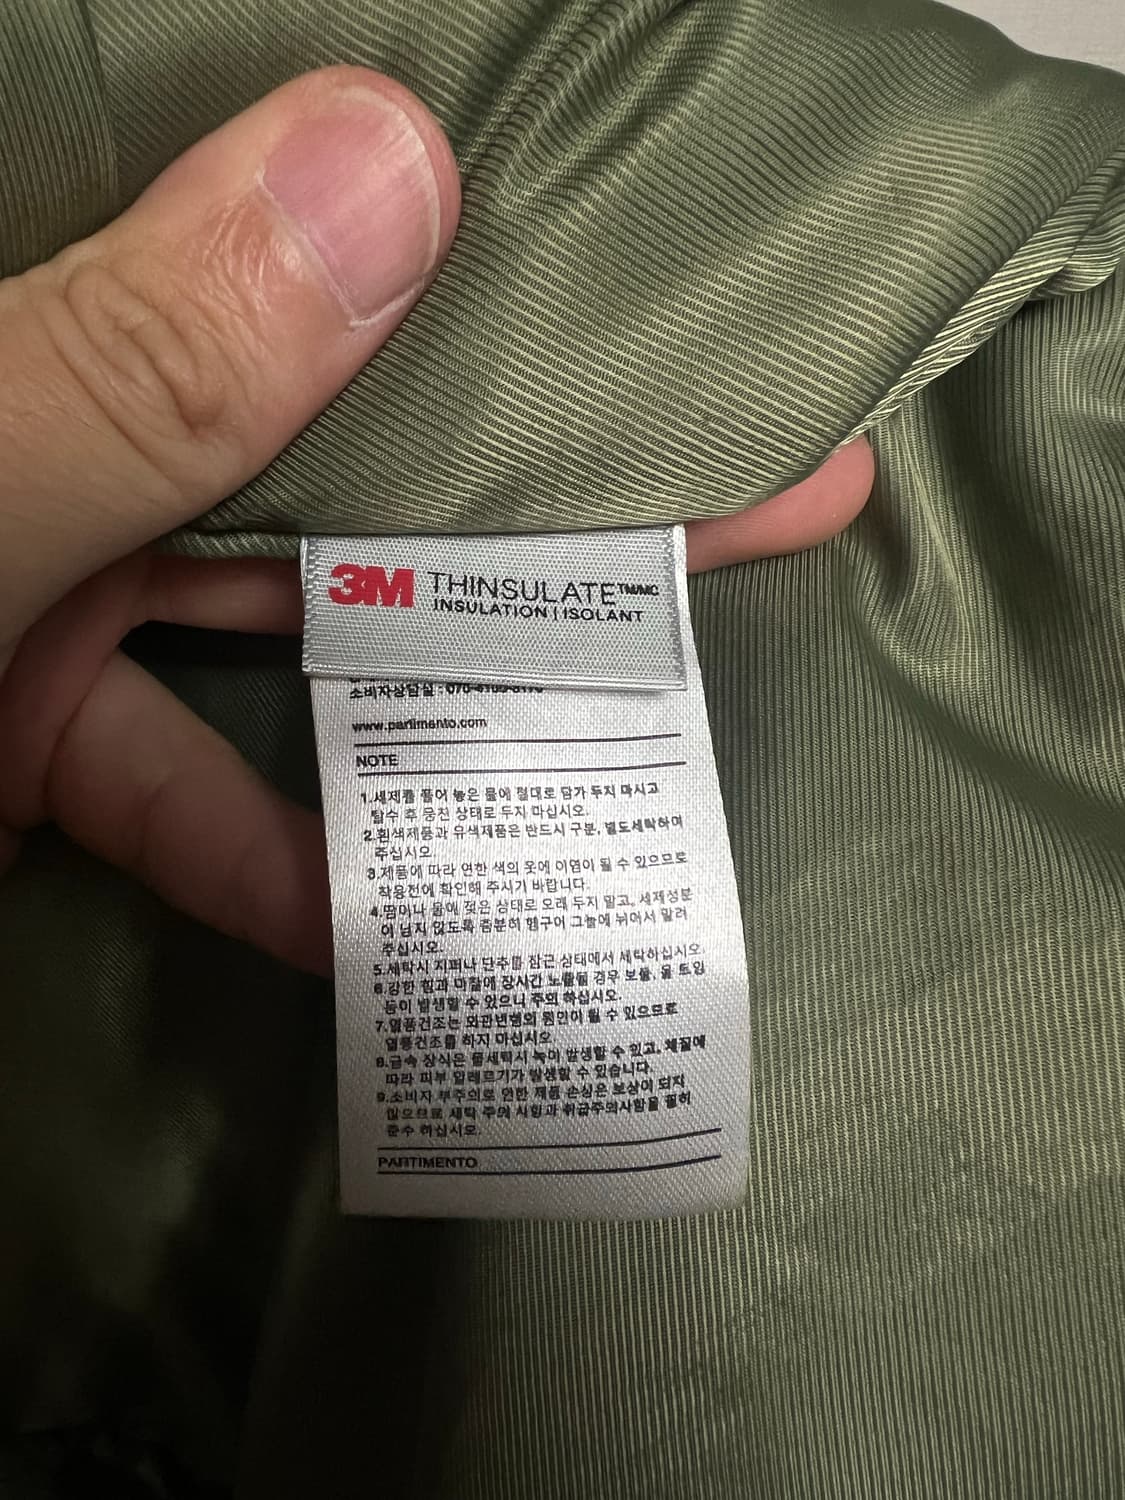 3M THINSULATE™/MC
INSULATION | ISOLANT
소비자상담실 : 070-
www.partimento.com
NOTE
1.세제를 풀어 놓은 물에 절대로 담가 두지 마시고
탈수 후 뭉친 상태로 두지 마십시오.
2.흰색제품과 유색제품은 반드시 구분, 별도세탁하여
주십시오.
3.제품에 따라 연한 색의 옷에 이염이 될 수 있으므로
착용전에 확인해 주시기 바랍니다.
4.땀이나 물에 젖은 상태로 오래 두지 말고, 세제성분
이 남지 않도록 충분히 헹구어 그늘에 뉘어서 말려
주십시오.
5.세탁시 지퍼나 단추를 잠근 상태에서 세탁하십시오.
6.강한 힘과 마찰에 장시간 노출될 경우 보풀, 올 트임
등이 발생할 수 있으니 주의 하십시오.
7.열풍건조는 외관변형의 원인이 될 수 있으므로
열풍건조를 하지 마십시오.
8.금속 장식은 물세탁시 녹이 발생할 수 있고, 체질에
따라 피부 알레르기가 발생할 수 있습니다.
9.소비자 부주의로 인한 제품 손상은 보상이 되지
않으므로 세탁 주의 사항과 취급주의사항을 필히
준수 하십시오.
PARTIMENTO